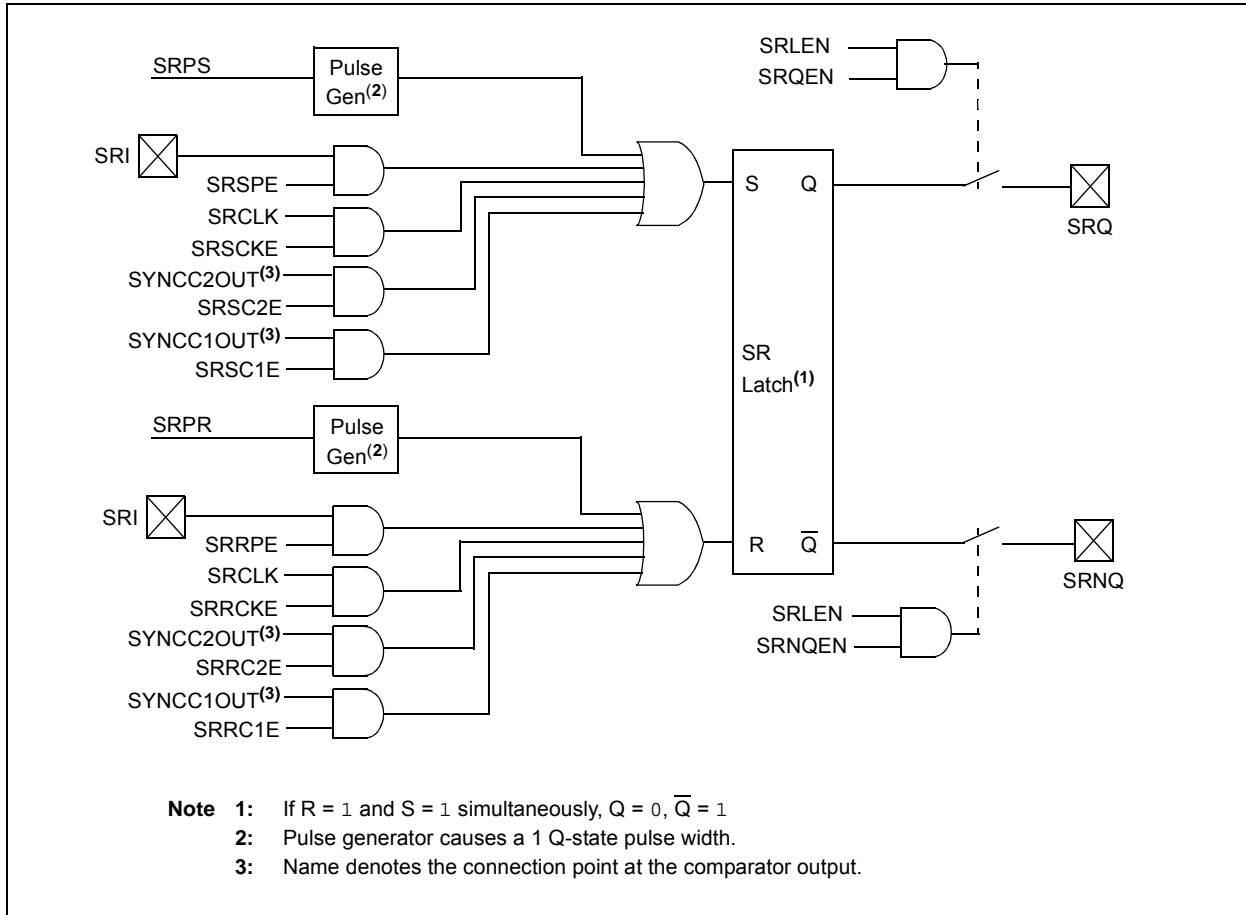 SRPS
Pulse
Gen(2)
SRI
SRSPE
SRCLK
SRSCKE
SYNCC2OUT(3)
SRSC2E
SYNCC1OUT(3)
SRSC1E
SRLEN
SRQEN
S Q
SRQ
SR
Latch(1)
SRPR
Pulse
Gen(2)
SRI
SRRPE
SRCLK
SRRCKE
SYNCC2OUT(3)
SRRC2E
SYNCC1OUT(3)
SRRC1E
R Q̅
SRNQ
SRLEN
SRNQEN
Note 1: If R = 1 and S = 1 simultaneously, Q = 0, Q̅ = 1
2: Pulse generator causes a 1 Q-state pulse width.
3: Name denotes the connection point at the comparator output.